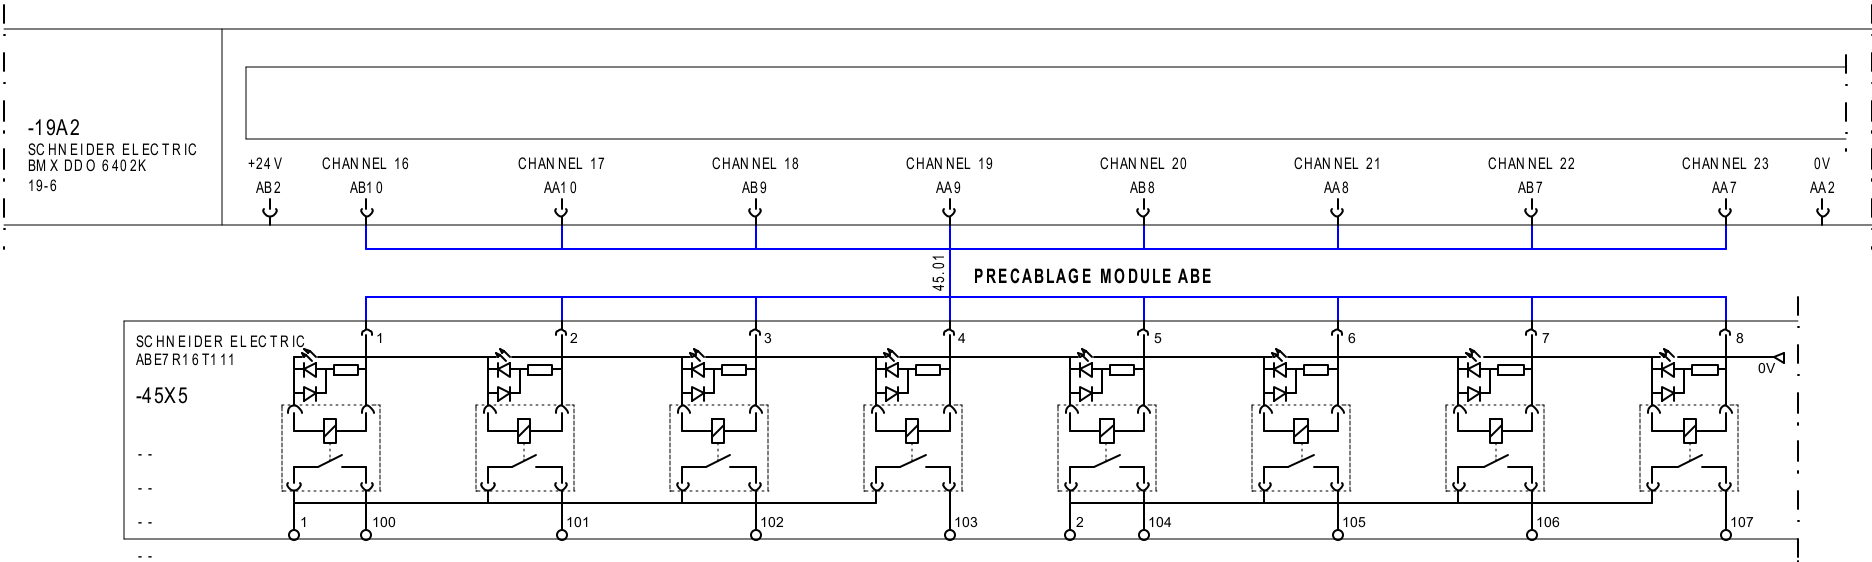 -19A2
SCHNEIDER ELECTRIC
BMX DDO 6402K
19-6
+24V CHANNEL 16 CHANNEL 17 CHANNEL 18 CHANNEL 19 CHANNEL 20 CHANNEL 21 CHANNEL 22 CHANNEL 23 0V
AB2 AB10 AA10 AB9 AA9 AB8 AA8 AB7 AA7 AA2
45.01
PRECABLAGE MODULE ABE
SCHNEIDER ELECTRIC
ABE7R16T111
-45X5
1 2 3 4 5 6 7 8
0V
--
--
--
--
1 100 101 102 103 2 104 105 106 107